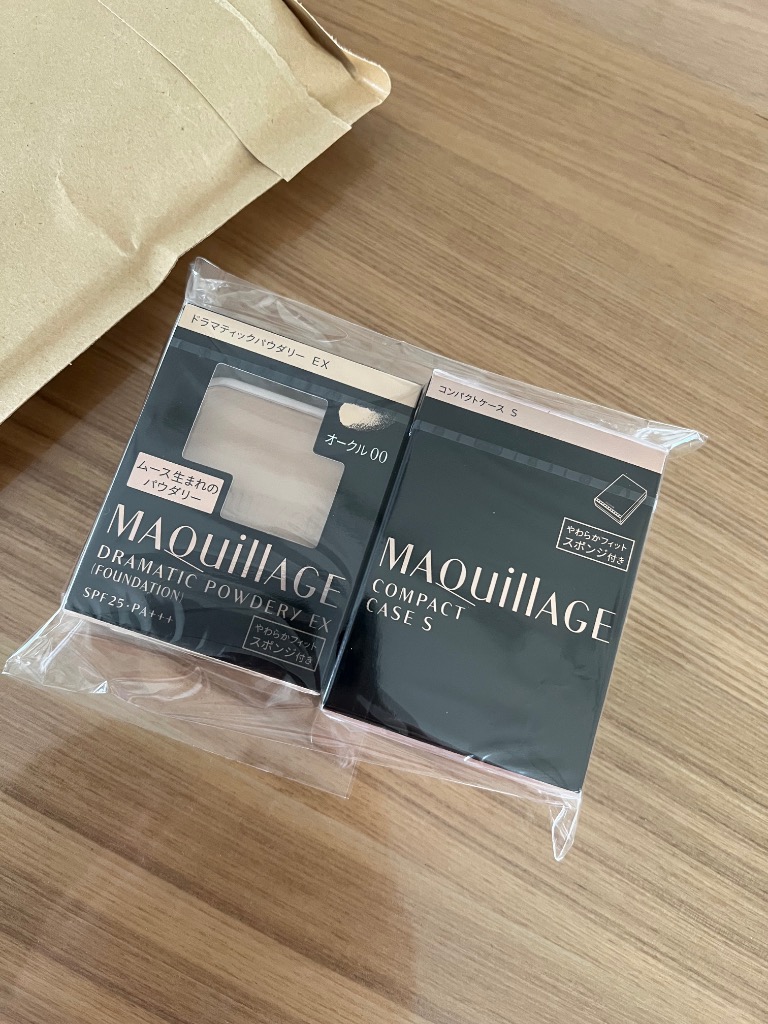 ドラマティックパウダリー EX
オークル00
ムース生まれの
パウダリー
MAQuillAGE
DRAMATIC POWDERY EX
(FOUNDATION)
SPF25・PA+++
やわらかフィット
スポンジ付き
コンパクトケース S
やわらかフィット
スポンジ付き
MAQuillAGE
COMPACT
CASE S